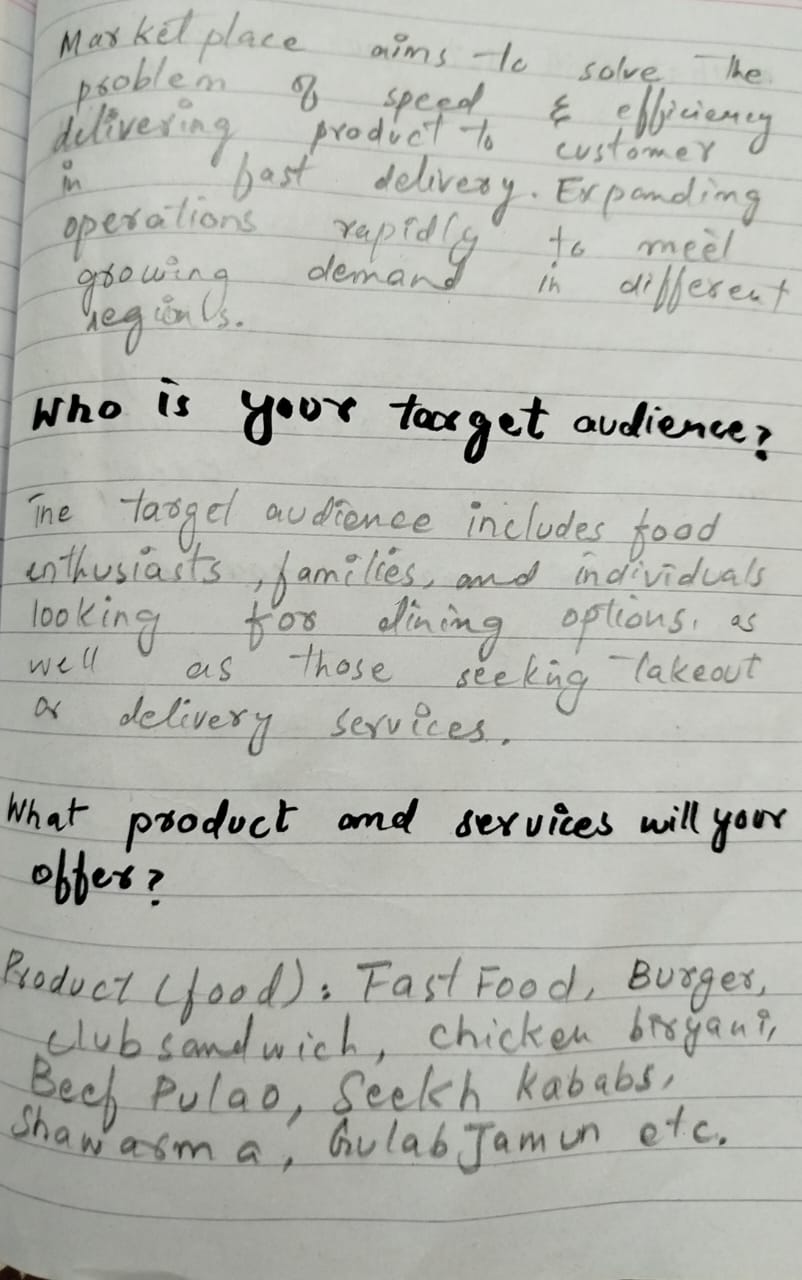 Marketplace aims to solve the
problem of speed & efficiency
delivering product to customer
in fast delivery. Expanding
operations rapidly to meet
growing demand in different
regions.
Who is your target audience?
The target audience includes food
enthusiasts, families, and individuals
looking for dining options, as
well as those seeking takeout
or delivery services.
What product and services will your
offer?
Product (food): Fast Food, Burger,
club sandwich, chicken biryani,
Beef Pulao, Seekh Kababs,
Shawarma, Gulab Jamun etc.